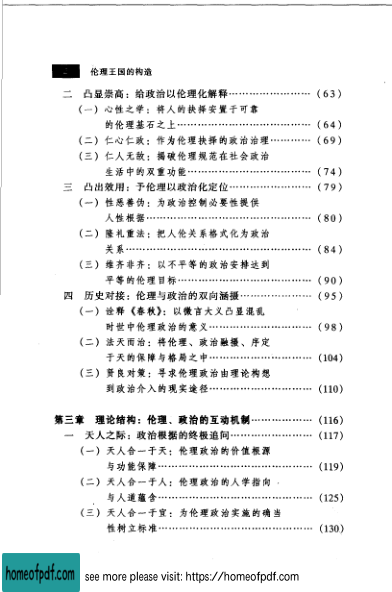 伦理王国的构造
二 凸显崇高：给政治以伦理化解释…………………（63）
（一）心性之学：将人的抉择安置于可靠
的伦理基石之上……………………………（64）
（二）仁心仁政：作为伦理抉择的政治治理…………（69）
（三）仁人无敌：揭破伦理规范在社会政治
生活中的双重功能…………………………（74）
三 凸出效用：予伦理以政治化定位…………………（79）
（一）性恶善伪：为政治控制必要性提供
人性根据……………………………………（80）
（二）隆礼重法：把人伦关系格式化为政治
关系…………………………………………（84）
（三）维齐非齐：以不平等的政治安排达到
平等的伦理目标……………………………（90）
四 历史对接：伦理与政治的双向涵摄………………（95）
（一）诠释《春秋》：以微言大义凸显混乱
时世中伦理政治的意义……………………（98）
（二）法天而治：将伦理、政治融摄、序定
于天的保障与格局之中……………………（104）
（三）贤良对策：寻求伦理政治由理论构想
到政治介入的现实途径……………………（110）
第三章 理论结构：伦理、政治的互动机制……………（116）
一 天人之际：政治根据的终极追问…………………（117）
（一）天人合一于天：伦理政治的价值根源
与功能保障…………………………………（119）
（二）天人合一于人：伦理政治的人学指向
与人道蕴含…………………………………（125）
（三）天人合一于宜：为伦理政治实施的确当
性树立标准…………………………………（130）
homeofpdf.com
see more please visit: https://homeofpdf.com